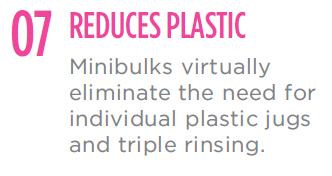 07 REDUCES PLASTIC
Minibulks virtually
eliminate the need for
individual plastic jugs
and triple rinsing.